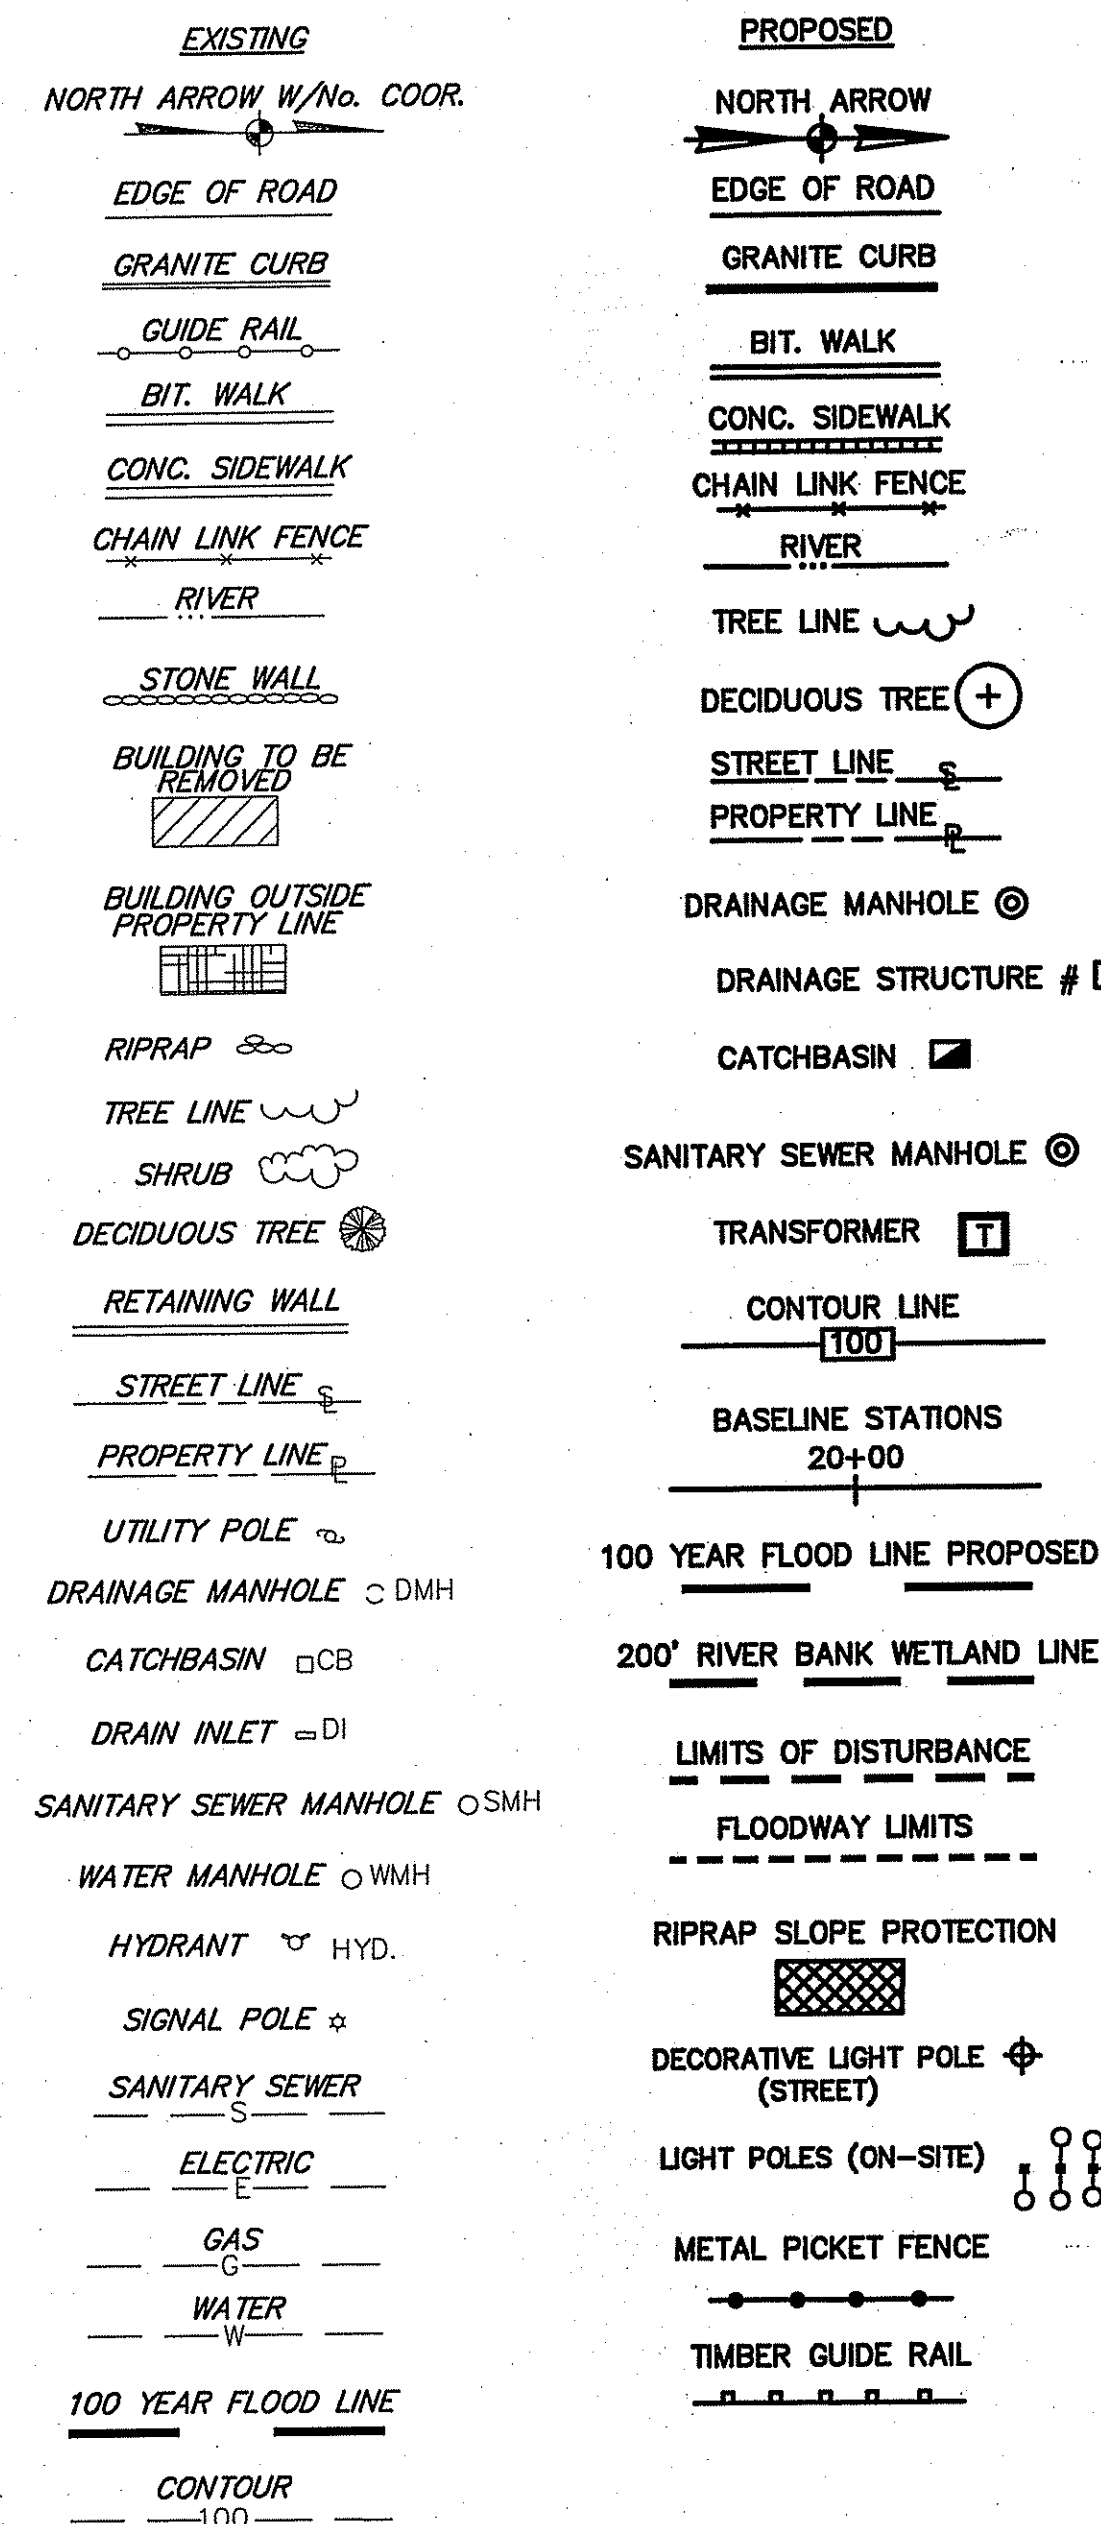 EXISTING
NORTH ARROW W/No. COOR.
EDGE OF ROAD
GRANITE CURB
GUIDE RAIL
BIT. WALK
CONC. SIDEWALK
CHAIN LINK FENCE
RIVER
STONE WALL
BUILDING TO BE
REMOVED
BUILDING OUTSIDE
PROPERTY LINE
RIPRAP
TREE LINE
SHRUB
DECIDUOUS TREE
RETAINING WALL
STREET LINE SL
PROPERTY LINE PL
UTILITY POLE
DRAINAGE MANHOLE DMH
CATCHBASIN CB
DRAIN INLET DI
SANITARY SEWER MANHOLE SMH
WATER MANHOLE WMH
HYDRANT HYD.
SIGNAL POLE
SANITARY SEWER
S
ELECTRIC
E
GAS
G
WATER
W
100 YEAR FLOOD LINE
CONTOUR
100
PROPOSED
NORTH ARROW
EDGE OF ROAD
GRANITE CURB
BIT. WALK
CONC. SIDEWALK
CHAIN LINK FENCE
RIVER
TREE LINE
DECIDUOUS TREE
STREET LINE SL
PROPERTY LINE PL
DRAINAGE MANHOLE
DRAINAGE STRUCTURE #
CATCHBASIN
SANITARY SEWER MANHOLE
TRANSFORMER T
CONTOUR LINE
100
BASELINE STATIONS
20+00
100 YEAR FLOOD LINE PROPOSED
200' RIVER BANK WETLAND LINE
LIMITS OF DISTURBANCE
FLOODWAY LIMITS
RIPRAP SLOPE PROTECTION
DECORATIVE LIGHT POLE
(STREET)
LIGHT POLES (ON-SITE)
METAL PICKET FENCE
TIMBER GUIDE RAIL